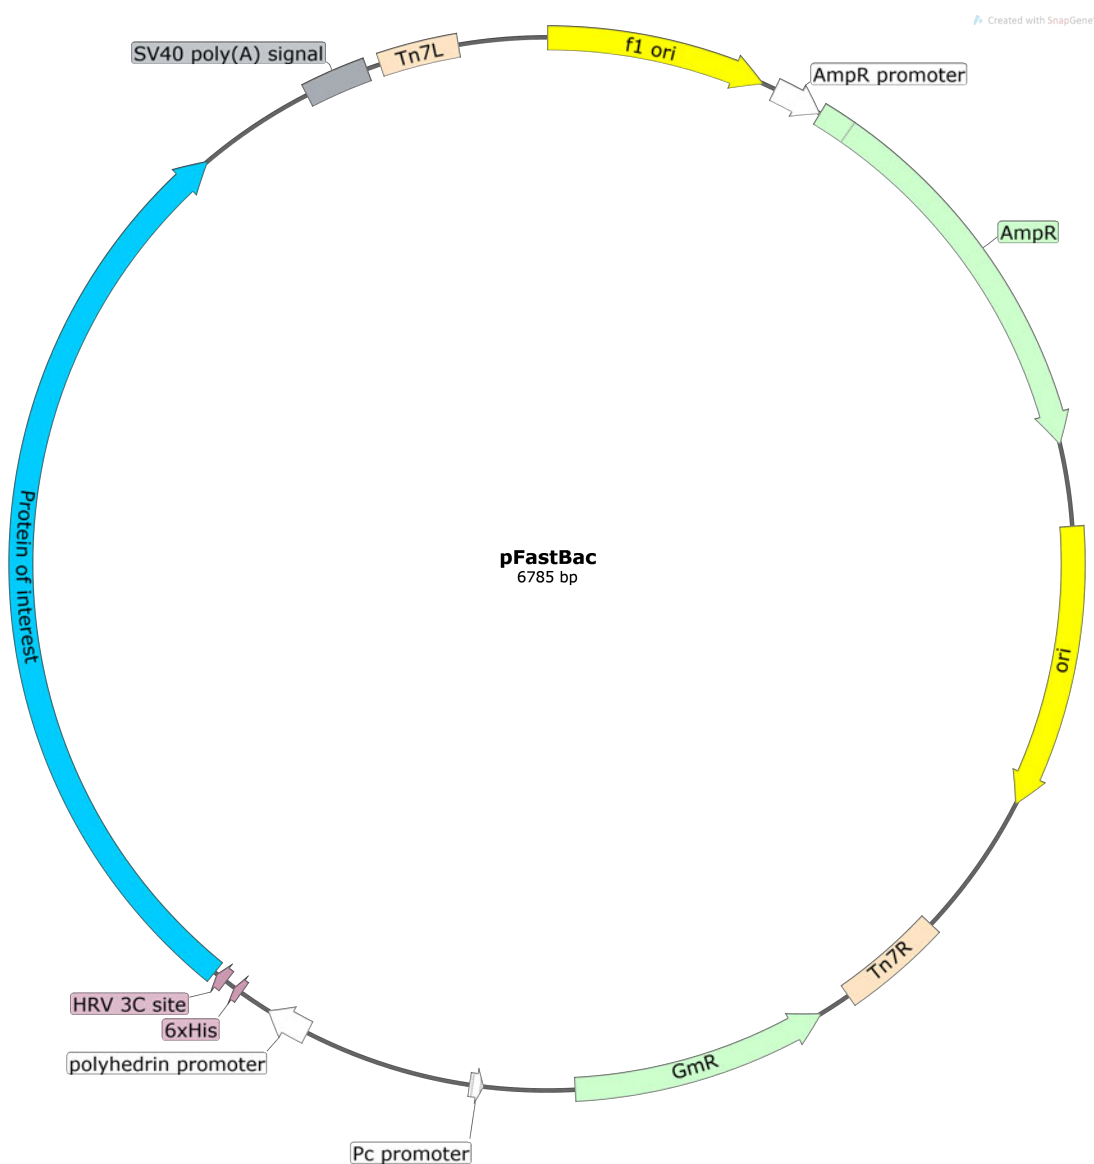 Created with SnapGene
SV40 poly(A) signal
Tn7L
f1 ori
AmpR promoter
AmpR
pFastBac
6785 bp
Protein of interest
ori
Tn7R
HRV 3C site
6xHis
polyhedrin promoter
GmR
Pc promoter